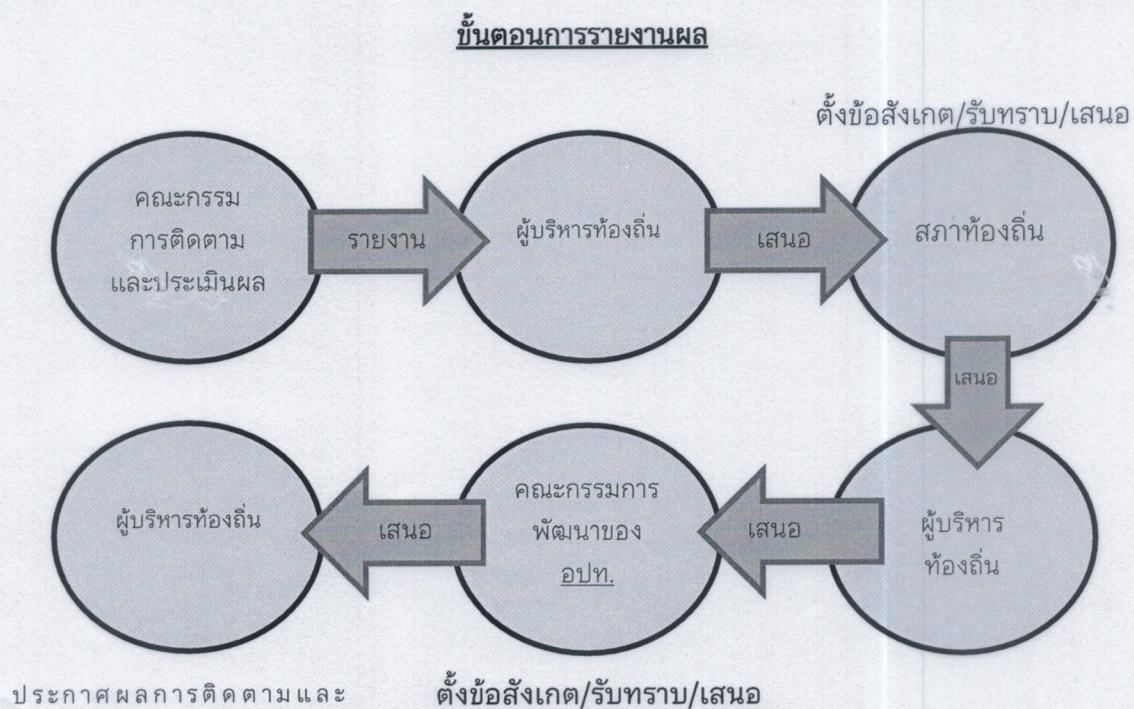 ขั้นตอนการรายงานผล
ตั้งข้อสังเกต/รับทราบ/เสนอ
คณะกรรม
การติดตาม
และประเมินผล
รายงาน
ผู้บริหารท้องถิ่น
เสนอ
สภาท้องถิ่น
เสนอ
ผู้บริหาร
ท้องถิ่น
เสนอ
คณะกรรมการ
พัฒนาของ
อปท.
เสนอ
ผู้บริหารท้องถิ่น
ประกาศผลการติดตามและ
ตั้งข้อสังเกต/รับทราบ/เสนอ